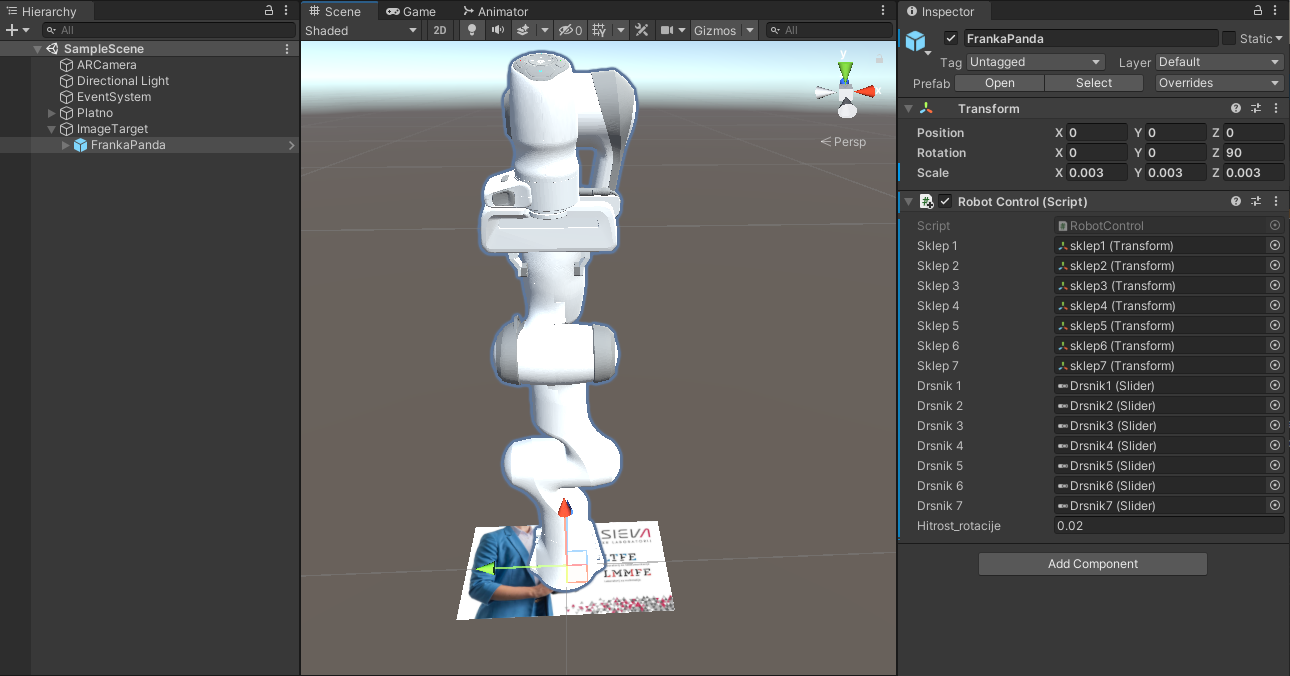 Hierarchy
All
SampleScene
ARCamera
Directional Light
EventSystem
Platno
ImageTarget
FrankaPanda
Scene Game Animator
Shaded 2D 0 Gizmos All
y
x
Persp
SIEVA
LTFE
LMMFE
Inspector
FrankaPanda Static
Tag Untagged Layer Default
Prefab Open Select Overrides
Transform
Position X 0 Y 0 Z 0
Rotation X 0 Y 0 Z 90
Scale X 0.003 Y 0.003 Z 0.003
Robot Control (Script)
Script RobotControl
Sklep 1 sklep1 (Transform)
Sklep 2 sklep2 (Transform)
Sklep 3 sklep3 (Transform)
Sklep 4 sklep4 (Transform)
Sklep 5 sklep5 (Transform)
Sklep 6 sklep6 (Transform)
Sklep 7 sklep7 (Transform)
Drsnik 1 Drsnik1 (Slider)
Drsnik 2 Drsnik2 (Slider)
Drsnik 3 Drsnik3 (Slider)
Drsnik 4 Drsnik4 (Slider)
Drsnik 5 Drsnik5 (Slider)
Drsnik 6 Drsnik6 (Slider)
Drsnik 7 Drsnik7 (Slider)
Hitrost_rotacije 0.02
Add Component